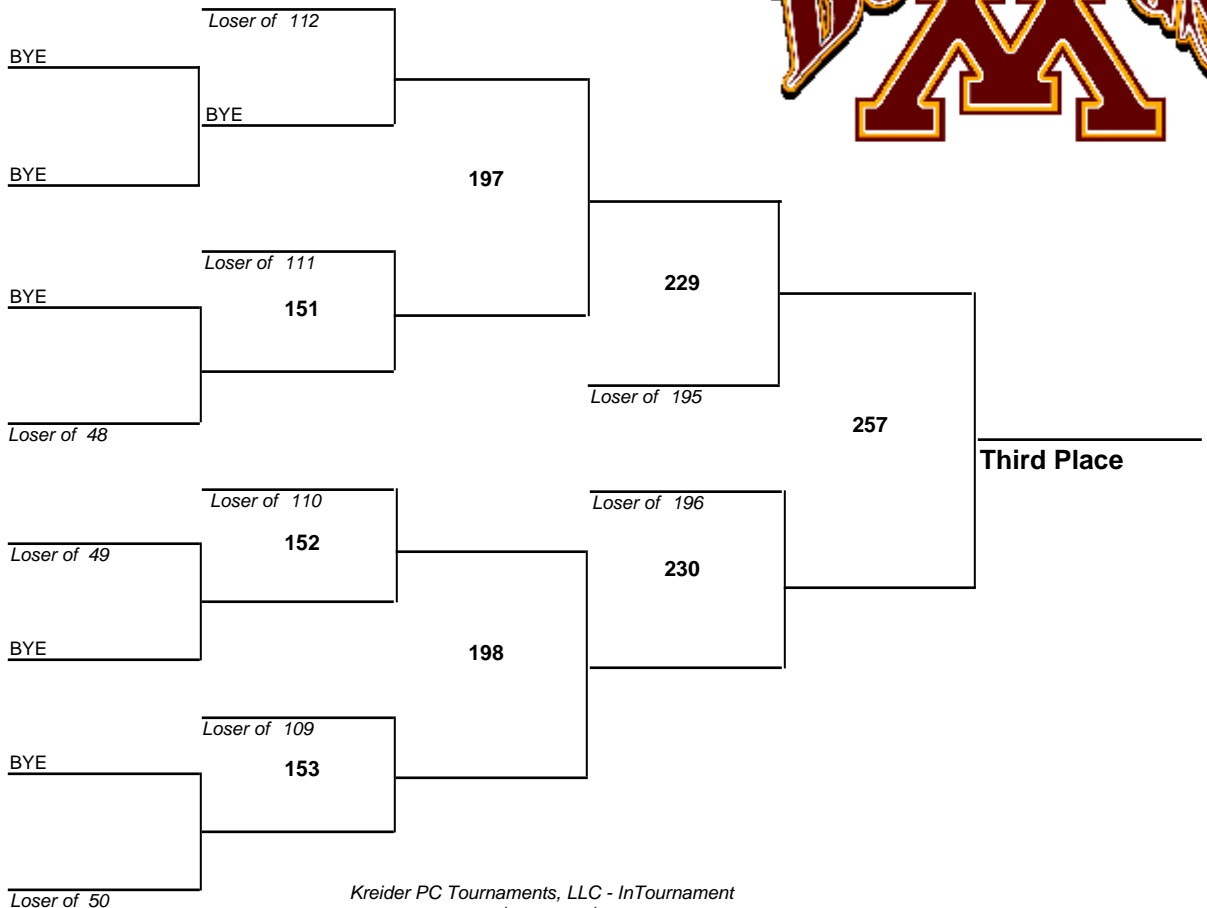 Loser of 112
BYE
BYE
BYE
197
Loser of 111
229
BYE
151
Loser of 195
257
Loser of 48
Third Place
Loser of 110
Loser of 196
152
Loser of 49
230
BYE
198
Loser of 109
BYE
153
Kreider PC Tournaments, LLC - InTournament
Loser of 50